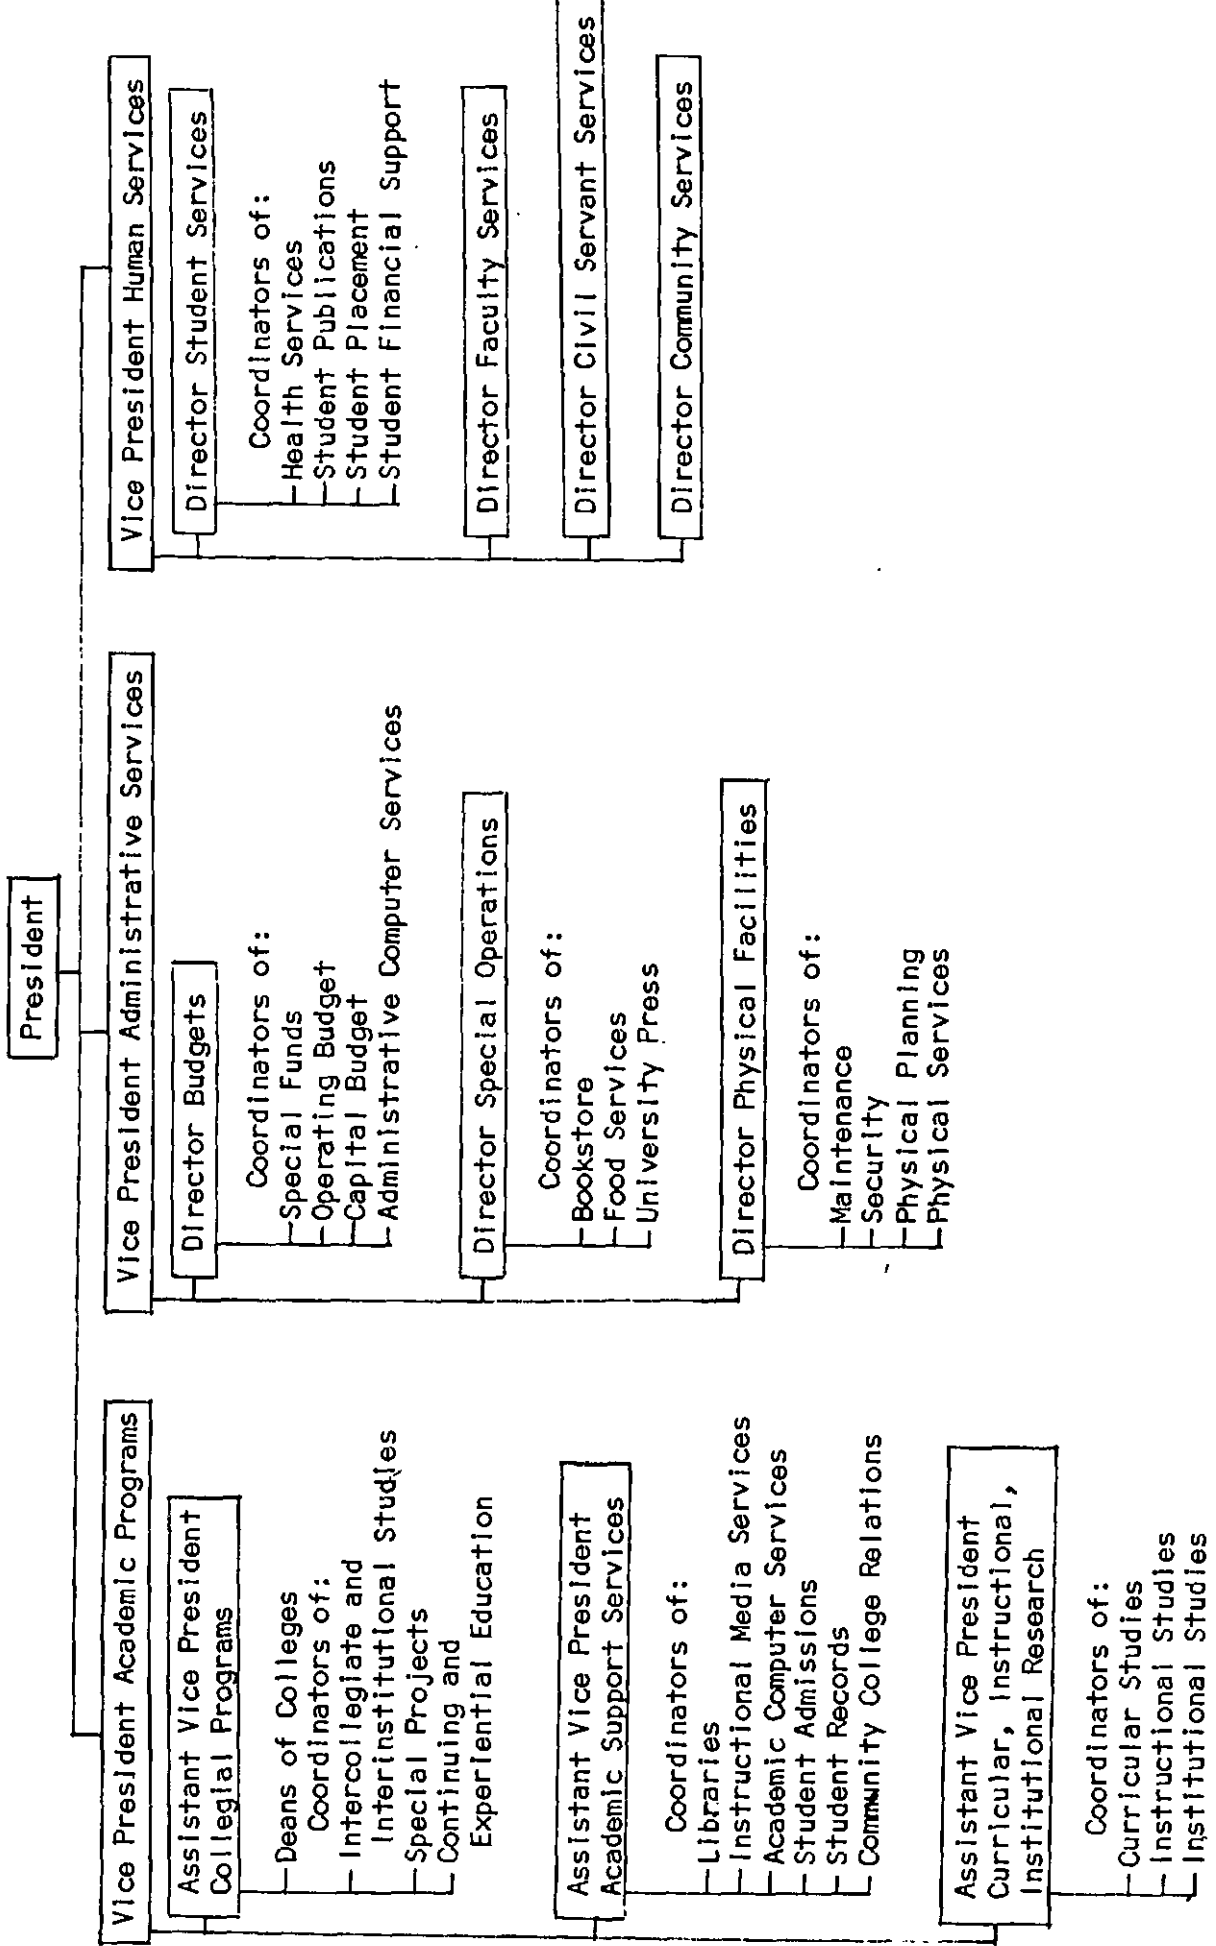 President
Vice President Academic Programs
Assistant Vice President
Collegial Programs
Deans of Colleges
Coordinators of:
Intercollegiate and
Interinstitutional Studies
Special Projects
Continuing and
Experiential Education
Assistant Vice President
Academic Support Services
Coordinators of:
Libraries
Instructional Media Services
Academic Computer Services
Student Admissions
Student Records
Community College Relations
Assistant Vice President
Curricular, Instructional,
Institutional Research
Coordinators of:
Curricular Studies
Instructional Studies
Institutional Studies
Vice President Administrative Services
Director Budgets
Coordinators of:
Special Funds
Operating Budget
Capital Budget
Administrative Computer Services
Director Special Operations
Coordinators of:
Bookstore
Food Services
University Press
Director Physical Facilities
Coordinators of:
Maintenance
Security
Physical Planning
Physical Services
Vice President Human Services
Director Student Services
Coordinators of:
Health Services
Student Publications
Student Placement
Student Financial Support
Director Faculty Services
Director Civil Servant Services
Director Community Services